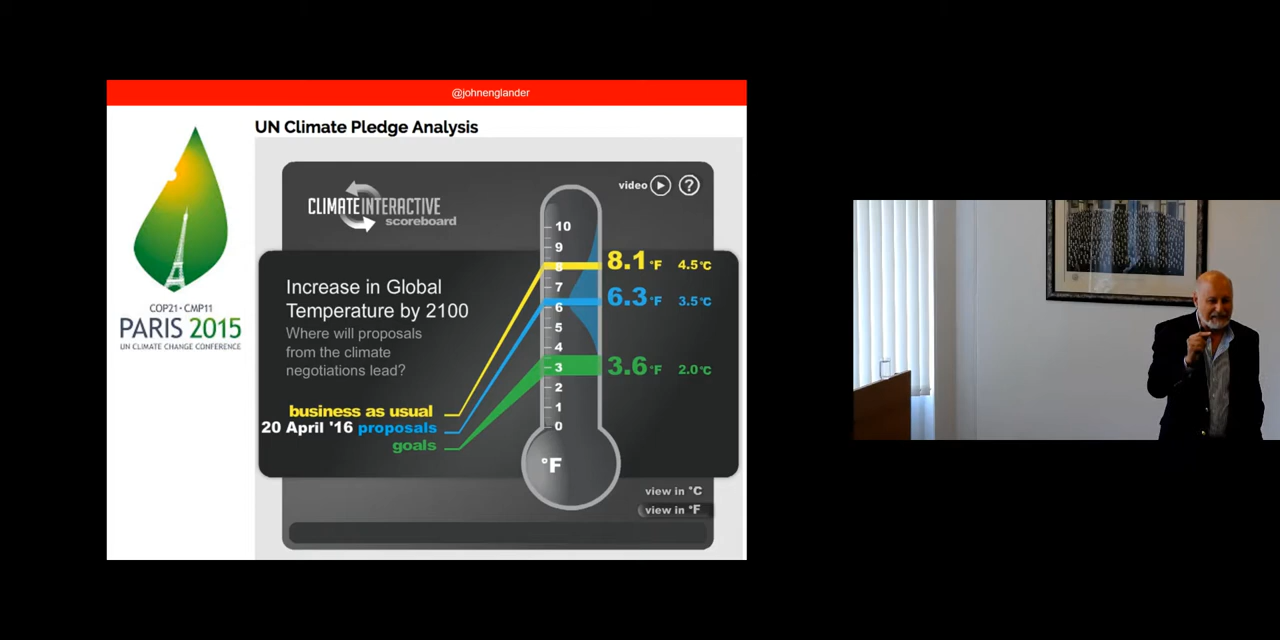 @johnenglander
UN Climate Pledge Analysis
COP21 • CMP11
PARIS 2015
UN CLIMATE CHANGE CONFERENCE
CLIMATE INTERACTIVE
scoreboard
video
?
Increase in Global
Temperature by 2100
Where will proposals
from the climate
negotiations lead?
business as usual
20 April '16 proposals
goals
10
9
8
7
6
5
4
3
2
1
0
°F
8.1 °F 4.5°C
6.3 °F 3.5°C
3.6 °F 2.0°C
view in °C
view in °F